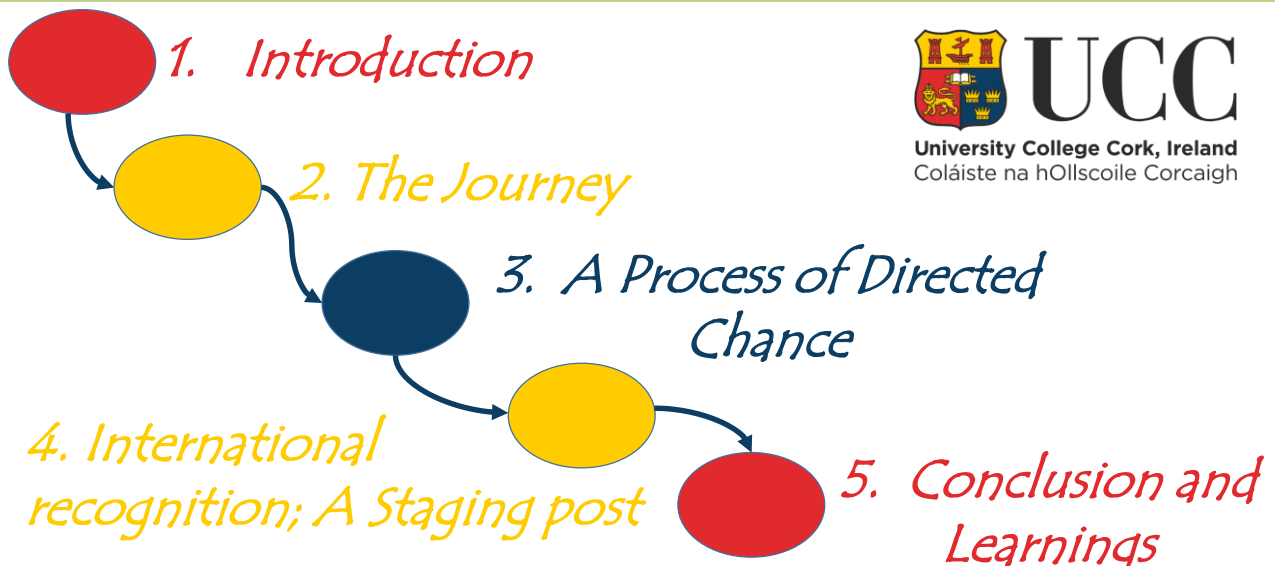 1. Introduction
UCC
University College Cork, Ireland
Coláiste na hOllscoile Corcaigh
2. The Journey
3. A Process of Directed
Chance
4. International
recognition; A Staging post
5. Conclusion and
Learnings